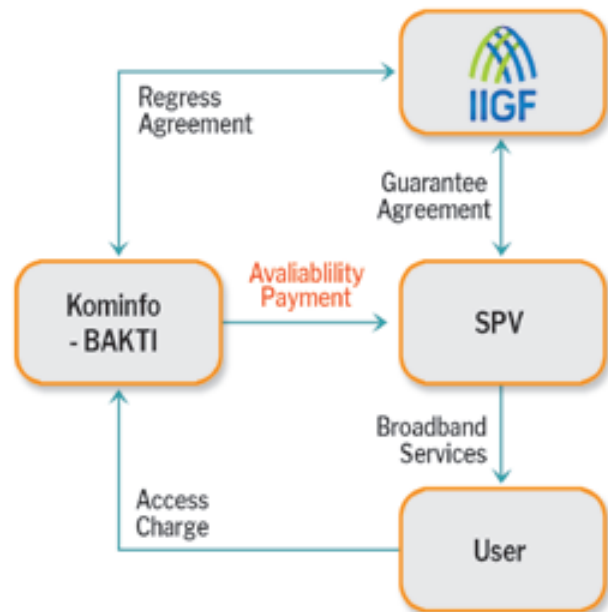 IIGF
Regress
Agreement
Guarantee
Agreement
Kominfo
- BAKTI
Avaliablility
Payment
SPV
Broadband
Services
Access
Charge
User